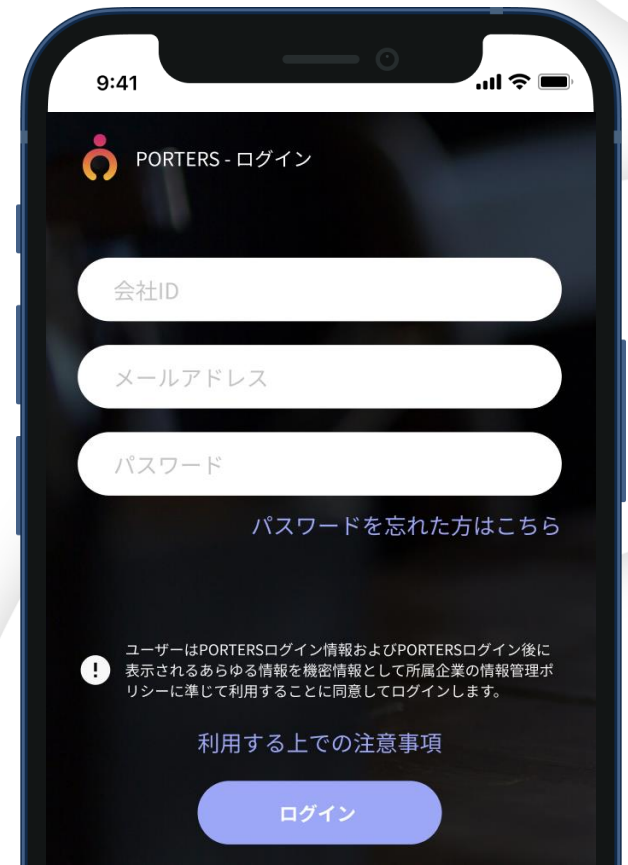 9:41
PORTERS - ログイン
会社ID
メールアドレス
パスワード
パスワードを忘れた方はこちら
ユーザーはPORTERSログイン情報およびPORTERSログイン後に
表示されるあらゆる情報を機密情報として所属企業の情報管理ポ
リシーに準じて利用することに同意してログインします。
利用する上での注意事項
ログイン